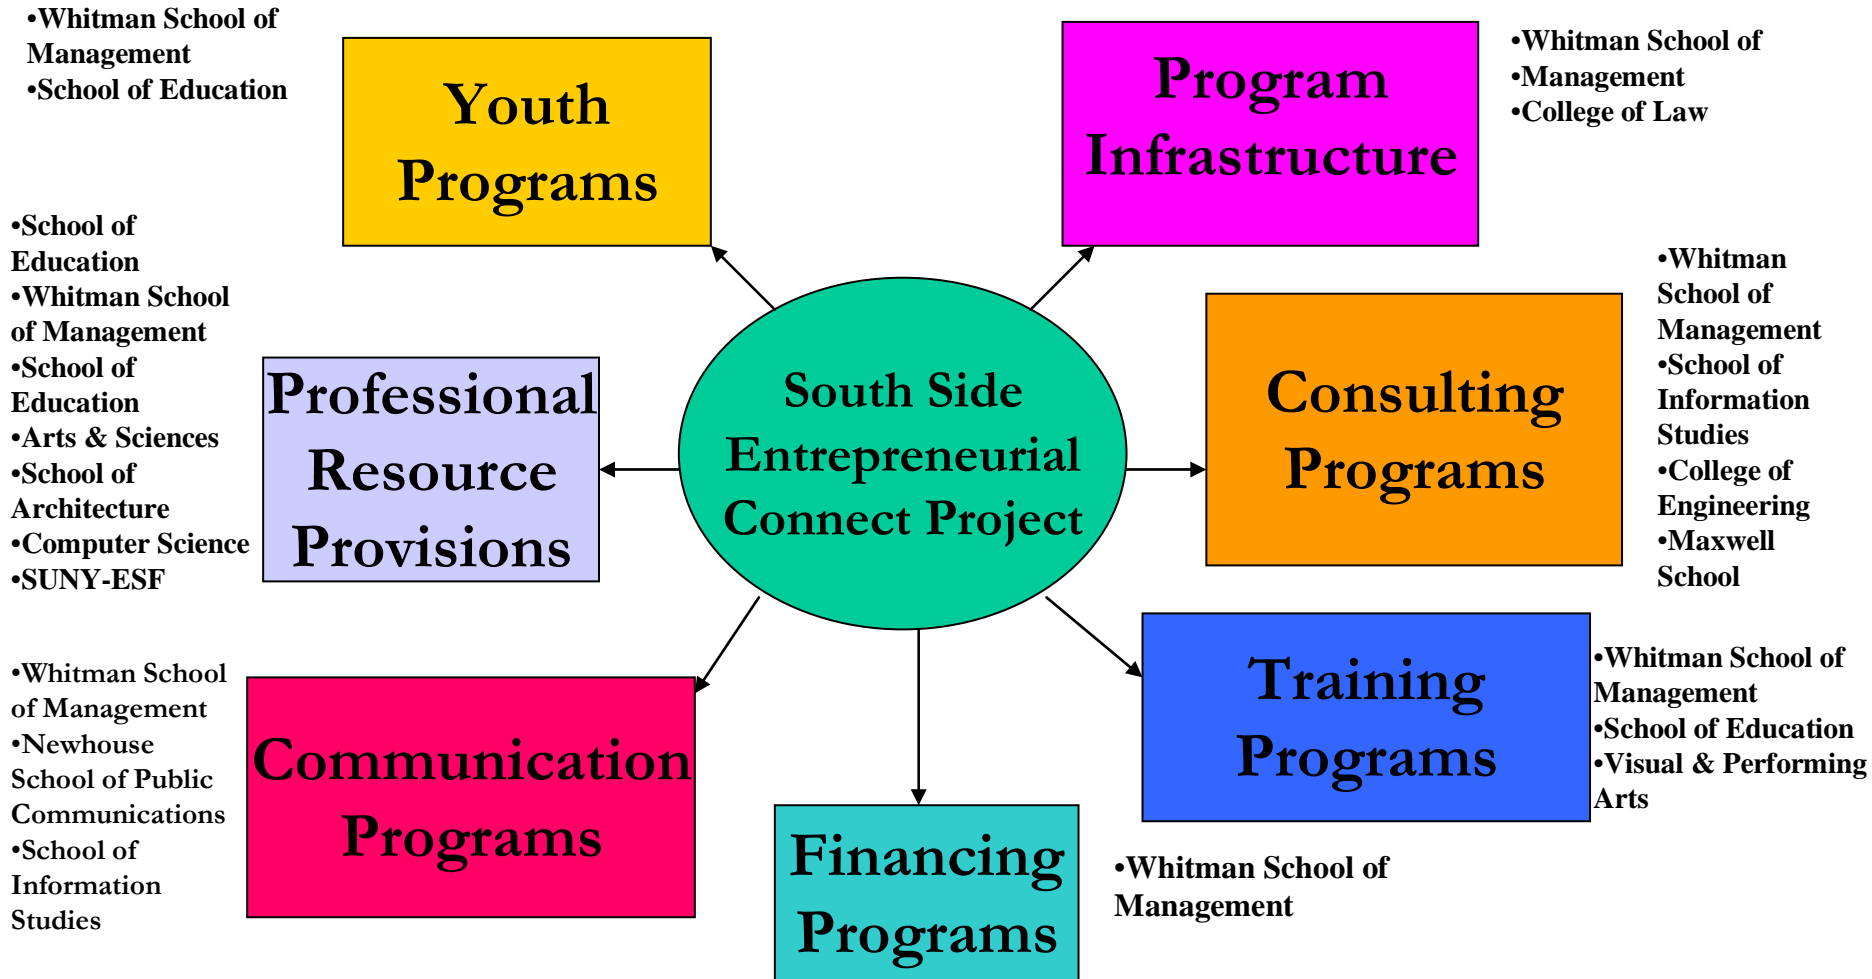 •Whitman School of
Management
•School of Education
Youth
Programs
Program
Infrastructure
•Whitman School of
•Management
•College of Law
•School of
Education
•Whitman School
of Management
•School of
Education
•Arts & Sciences
•School of
Architecture
•Computer Science
•SUNY-ESF
Professional
Resource
Provisions
South Side
Entrepreneurial
Connect Project
Consulting
Programs
•Whitman
School of
Management
•School of
Information
Studies
•College of
Engineering
•Maxwell
School
•Whitman School
of Management
•Newhouse
School of Public
Communications
•School of
Information
Studies
Communication
Programs
Financing
Programs
•Whitman School of
Management
Training
Programs
•Whitman School of
Management
•School of Education
•Visual & Performing
Arts